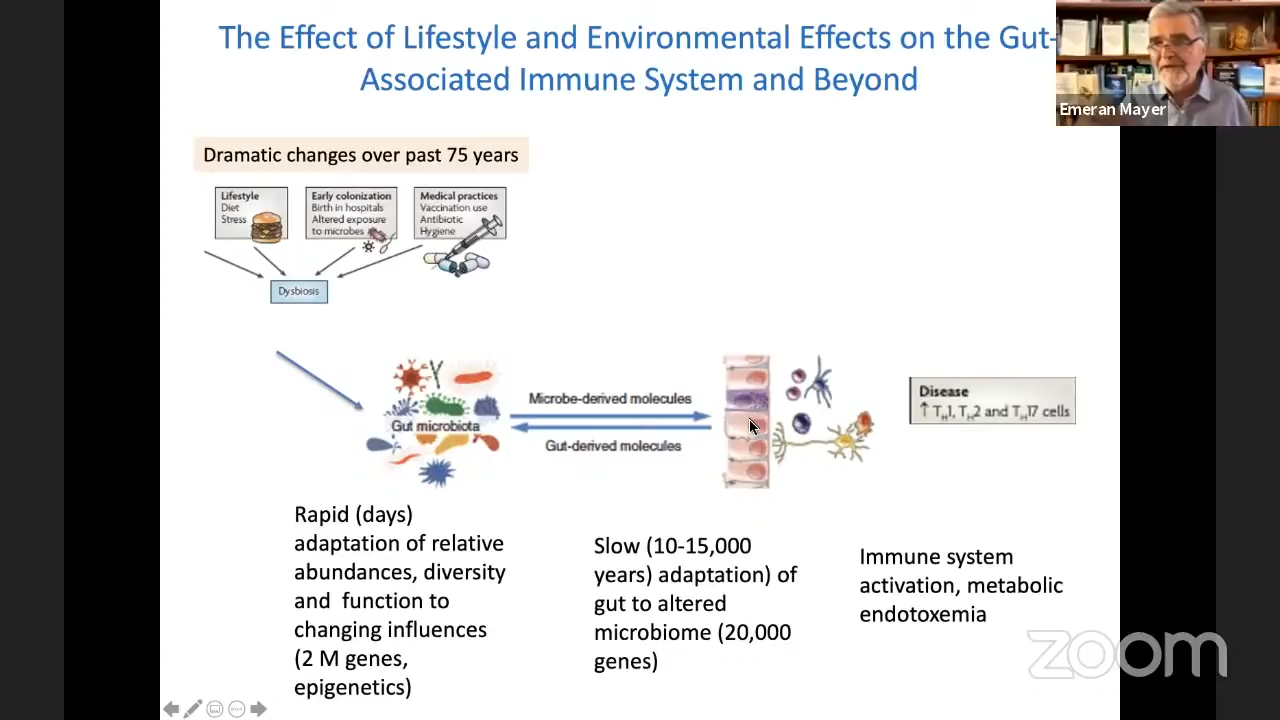 The Effect of Lifestyle and Environmental Effects on the Gut-
Associated Immune System and Beyond
Emeran Mayer
Dramatic changes over past 75 years
Lifestyle
Diet
Stress
Early colonization
Birth in hospitals
Altered exposure
to microbes
Medical practices
Vaccination use
Antibiotic
Hygiene
Dysbiosis
Gut microbiota
Microbe-derived molecules
Gut-derived molecules
Disease
↑ TH1, TH2 and TH17 cells
Rapid (days)
adaptation of relative
abundances, diversity
and function to
changing influences
(2 M genes,
epigenetics)
Slow (10-15,000
years) adaptation) of
gut to altered
microbiome (20,000
genes)
Immune system
activation, metabolic
endotoxemia
zoom